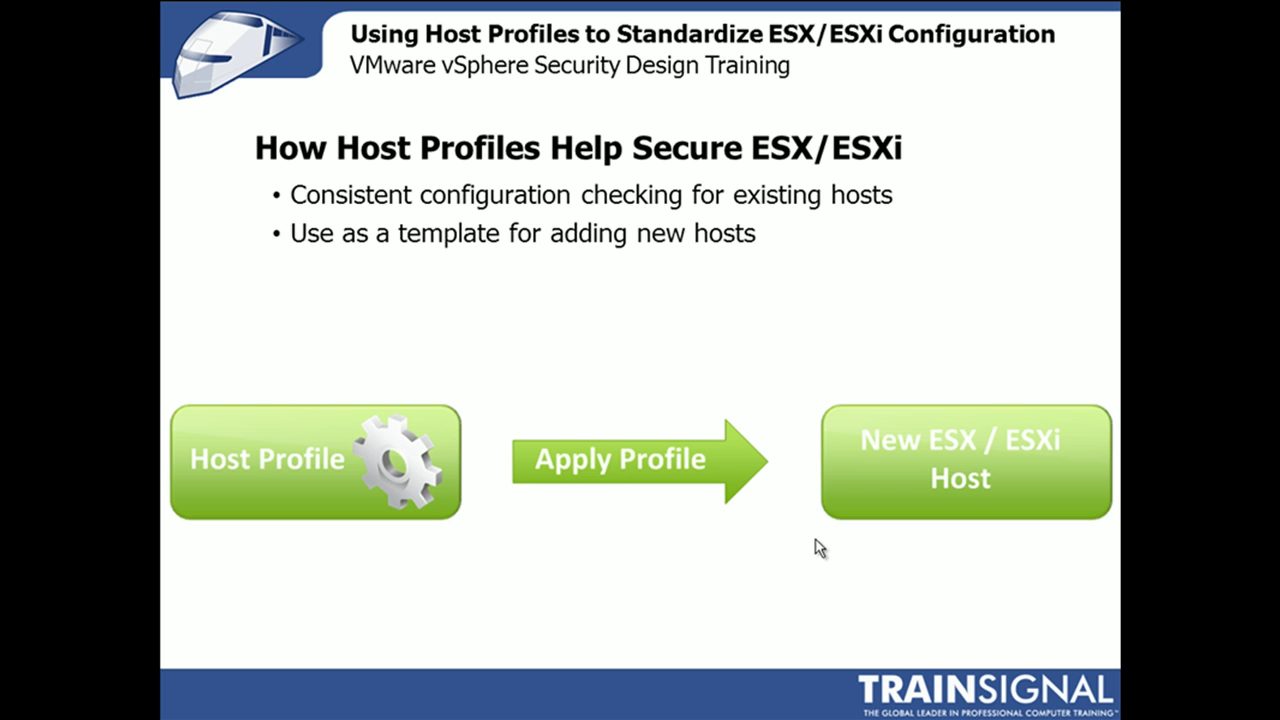 Using Host Profiles to Standardize ESX/ESXi Configuration
VMware vSphere Security Design Training
How Host Profiles Help Secure ESX/ESXi
• Consistent configuration checking for existing hosts
• Use as a template for adding new hosts
Host Profile
Apply Profile
New ESX / ESXi
Host
TRAINSIGNAL
THE GLOBAL LEADER IN PROFESSIONAL COMPUTER TRAINING™